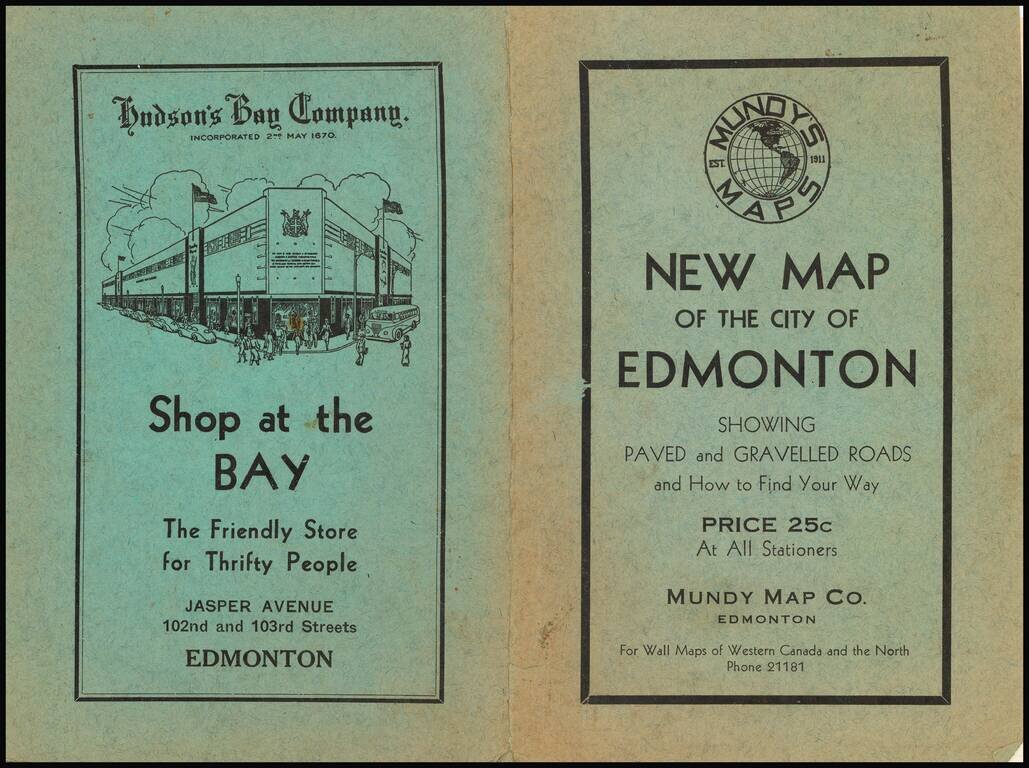 Hudson's Bay Company.
INCORPORATED 2ND MAY 1670.
Shop at the
BAY
The Friendly Store
for Thrifty People
JASPER AVENUE
102nd and 103rd Streets
EDMONTON
MUNDY'S
EST. 1911
MAPS
NEW MAP
OF THE CITY OF
EDMONTON
SHOWING
PAVED and GRAVELLED ROADS
and How to Find Your Way
PRICE 25c
At All Stationers
MUNDY MAP CO.
EDMONTON
For Wall Maps of Western Canada and the North
Phone 21181